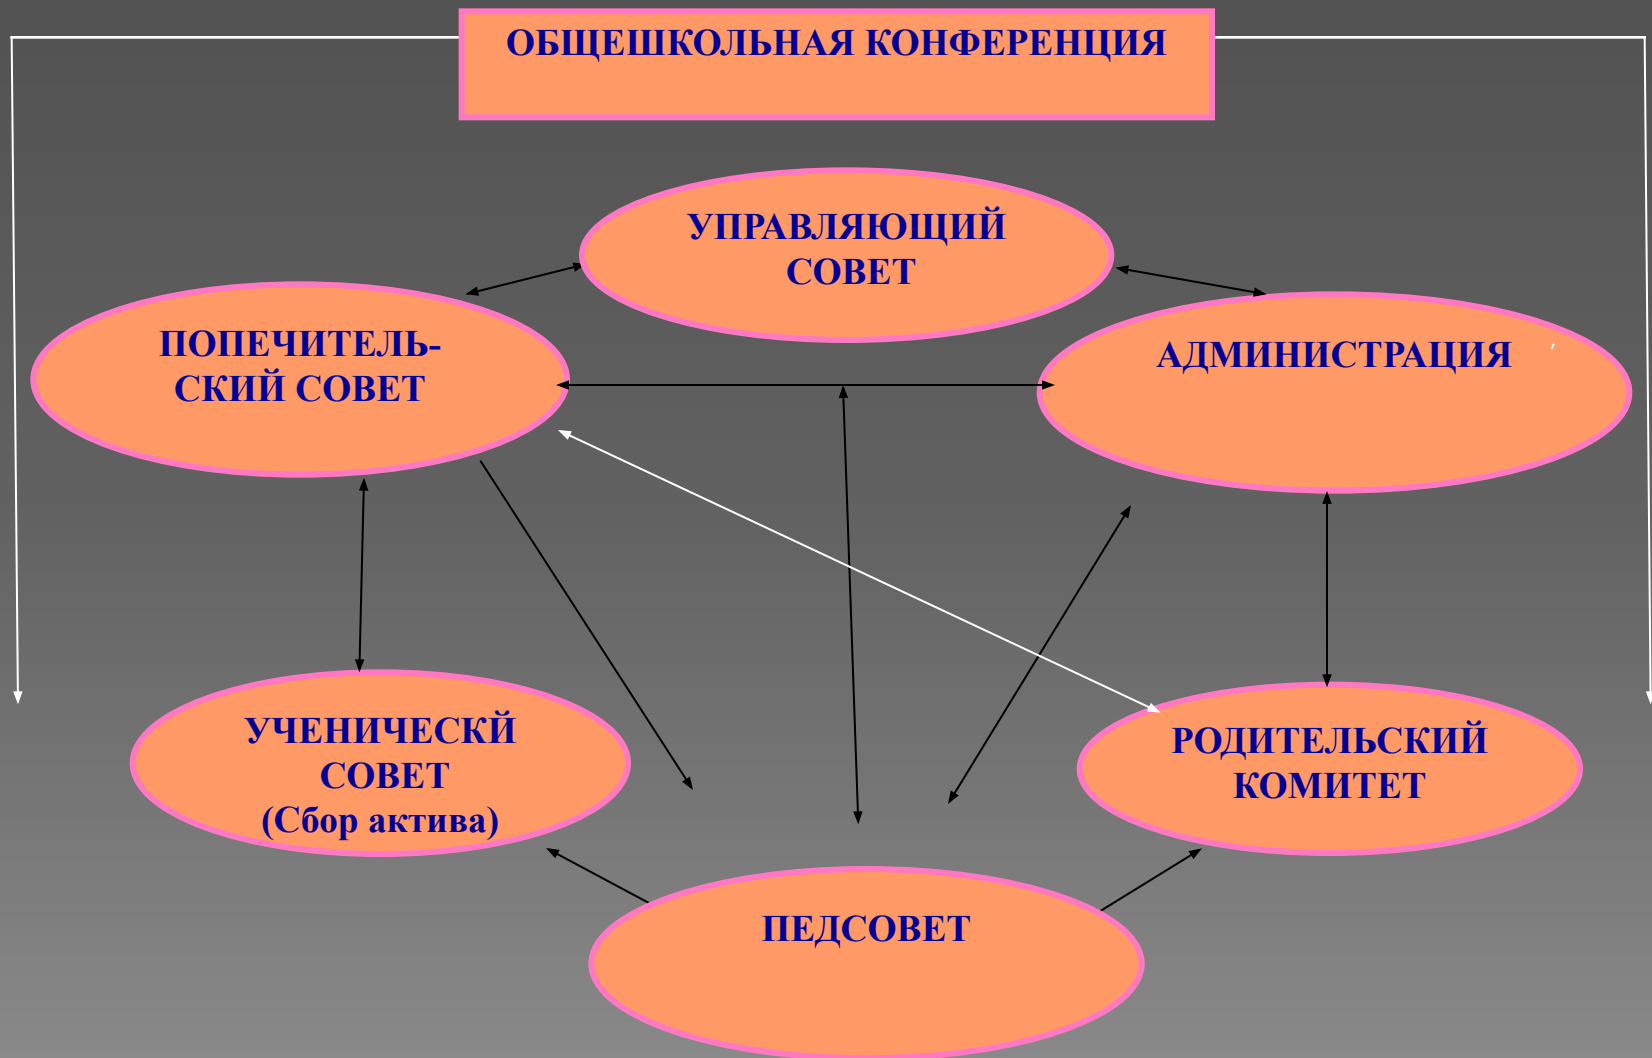 ОБЩЕШКОЛЬНАЯ КОНФЕРЕНЦИЯ
УПРАВЛЯЮЩИЙ
СОВЕТ
ПОПЕЧИТЕЛЬ-
СКИЙ СОВЕТ
АДМИНИСТРАЦИЯ
УЧЕНИЧЕСКЙ
СОВЕТ
(Сбор актива)
РОДИТЕЛЬСКИЙ
КОМИТЕТ
ПЕДСОВЕТ